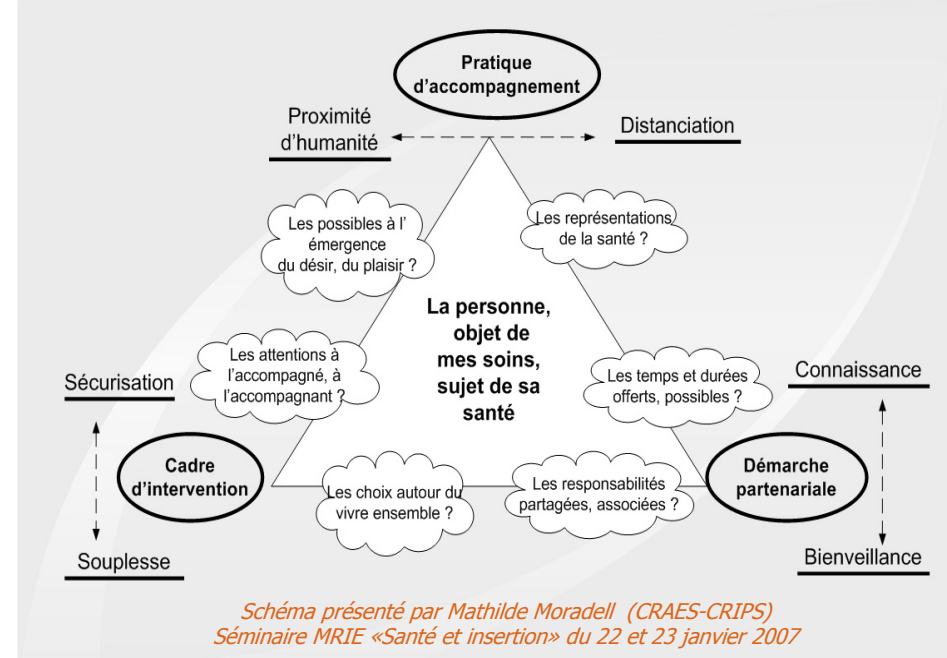 Pratique
d'accompagnement
Proximité
d'humanité
Distanciation
Les possibles à l'
émergence
du désir, du plaisir ?
Les représentations
de la santé ?
La personne,
objet de
mes soins,
sujet de sa
santé
Les attentions à
l'accompagné, à
l'accompagnant ?
Les temps et durées
offerts, possibles ?
Sécurisation
Connaissance
Cadre
d'intervention
Les choix autour du
vivre ensemble ?
Les responsabilités
partagées, associées ?
Démarche
partenariale
Souplesse
Bienveillance
Schéma présenté par Mathilde Moradell (CRAES-CRIPS)
Séminaire MRIE «Santé et insertion» du 22 et 23 janvier 2007